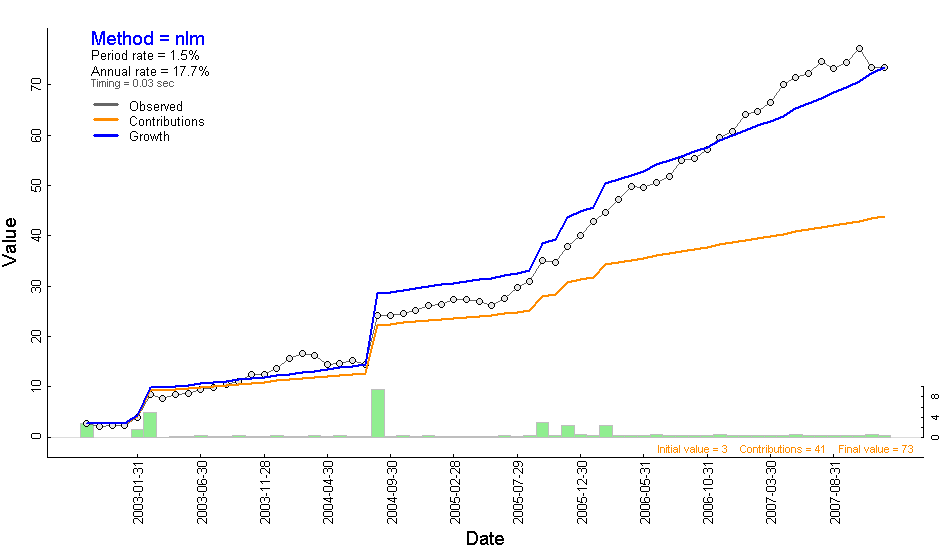 Method = nlm
Period rate = 1.5%
Annual rate = 17.7%
Timing = 0.03 sec
Observed
Contributions
Growth
Value
70
60
50
40
30
20
10
0
8
4
0
Initial value = 3 Contributions = 41 Final value = 73
2003-01-31 2003-06-30 2003-11-28 2004-04-30 2004-09-30 2005-02-28 2005-07-29 2005-12-30 2006-05-31 2006-10-31 2007-03-30 2007-08-31
Date